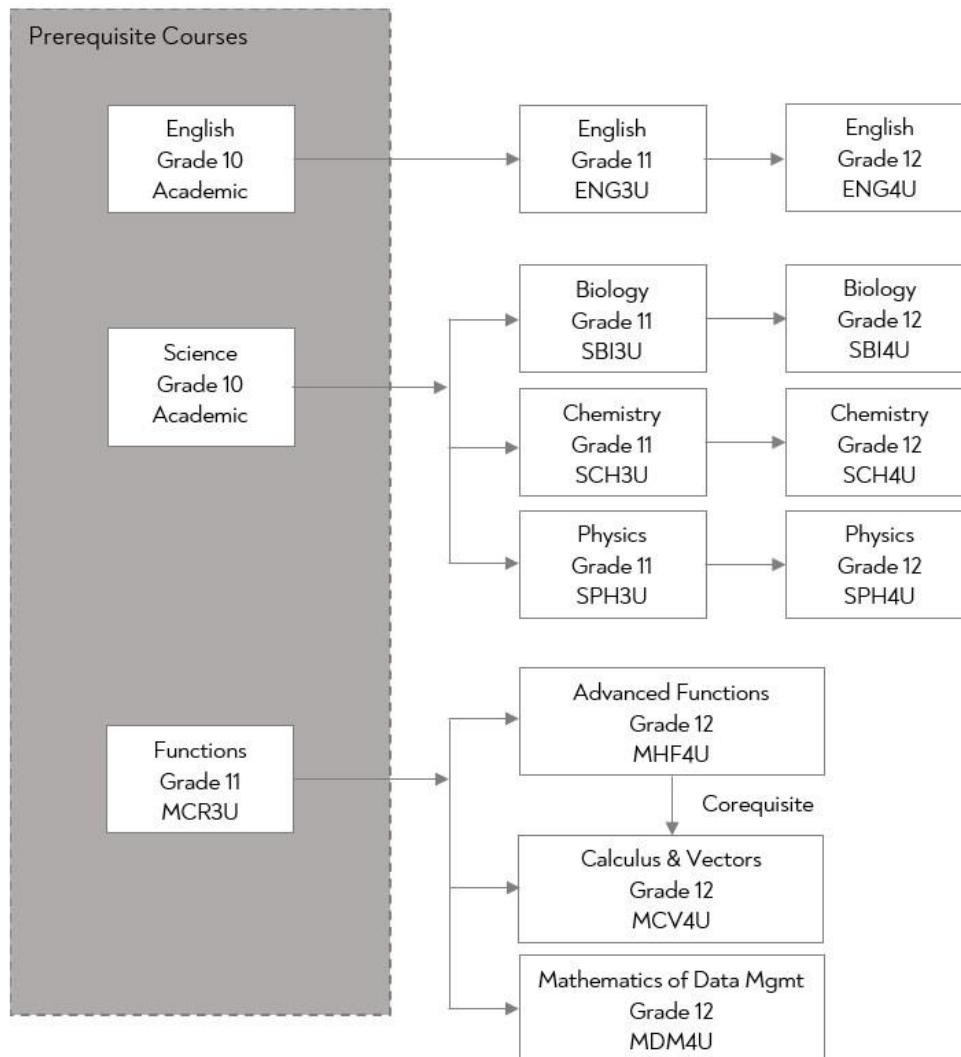 Prerequisite Courses
English
Grade 10
Academic
English
Grade 11
ENG3U
English
Grade 12
ENG4U
Science
Grade 10
Academic
Biology
Grade 11
SBI3U
Biology
Grade 12
SBI4U
Chemistry
Grade 11
SCH3U
Chemistry
Grade 12
SCH4U
Physics
Grade 11
SPH3U
Physics
Grade 12
SPH4U
Functions
Grade 11
MCR3U
Advanced Functions
Grade 12
MHF4U
Corequisite
Calculus & Vectors
Grade 12
MCV4U
Mathematics of Data Mgmt
Grade 12
MDM4U